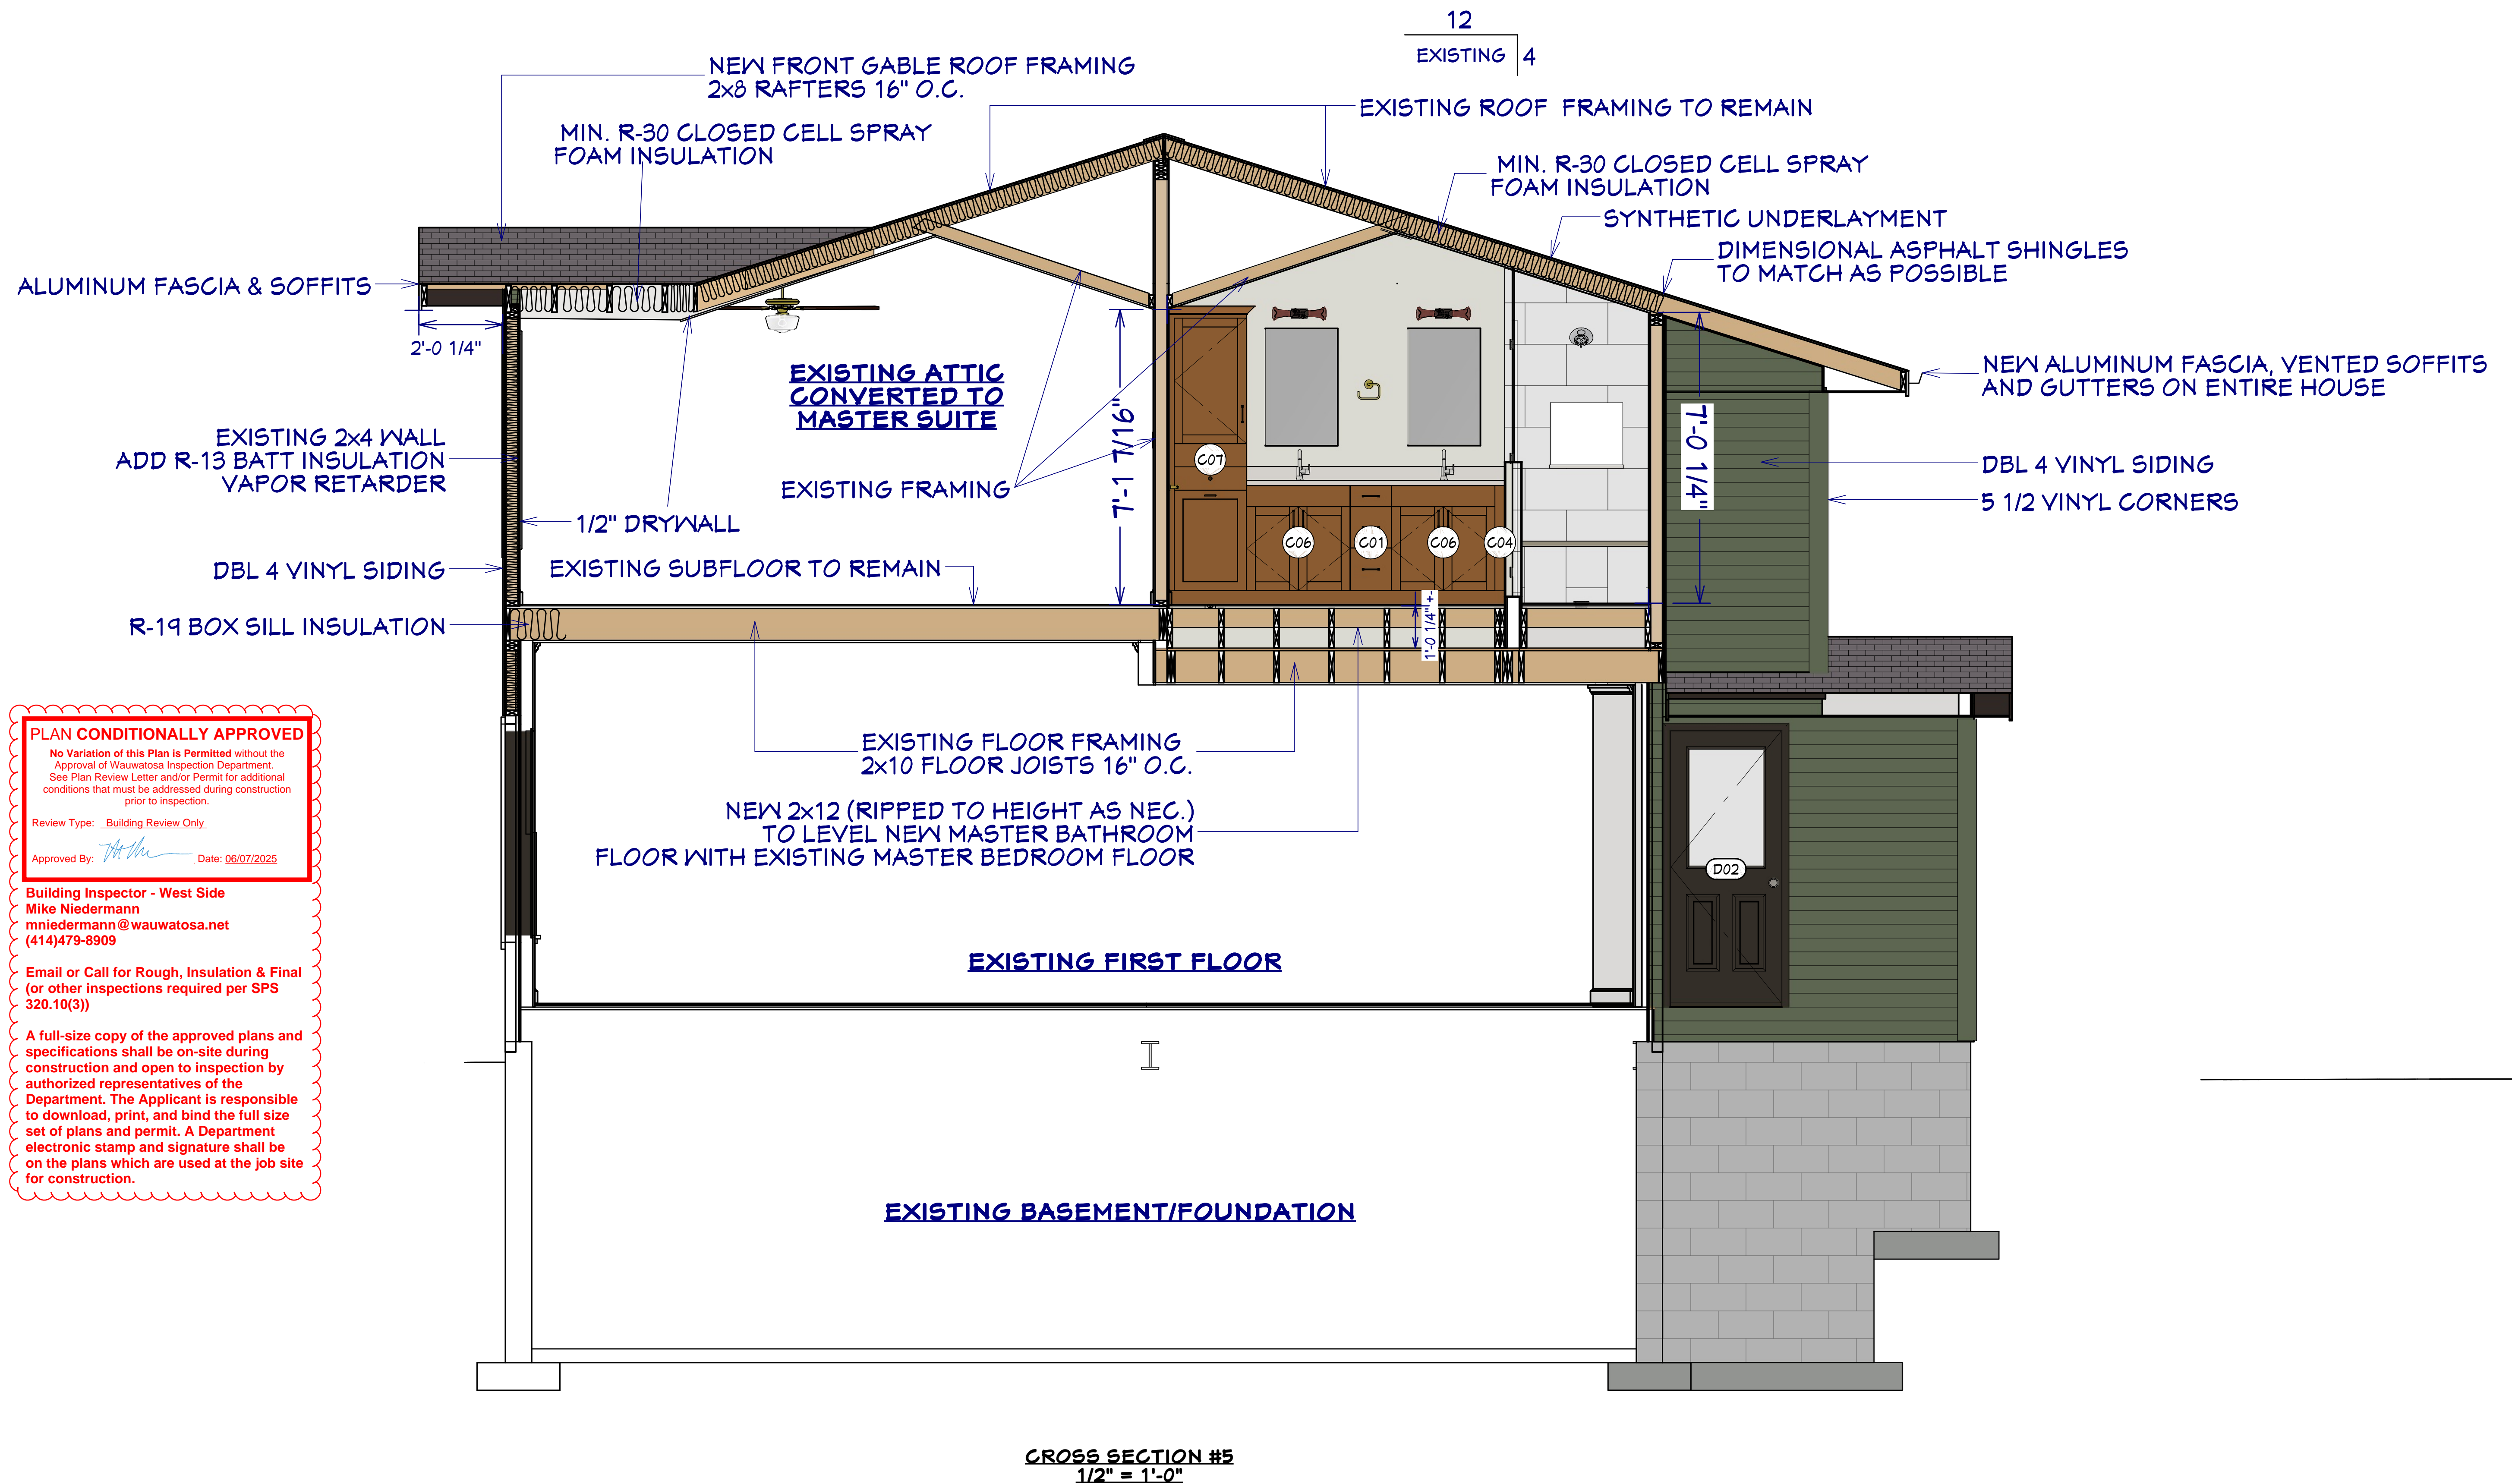 12
EXISTING 4
NEW FRONT GABLE ROOF FRAMING
2x8 RAFTERS 16" O.C.
EXISTING ROOF FRAMING TO REMAIN
MIN. R-30 CLOSED CELL SPRAY
FOAM INSULATION
MIN. R-30 CLOSED CELL SPRAY
FOAM INSULATION
SYNTHETIC UNDERLAYMENT
DIMENSIONAL ASPHALT SHINGLES
TO MATCH AS POSSIBLE
ALUMINUM FASCIA & SOFFITS
2'-0 1/4"
NEW ALUMINUM FASCIA, VENTED SOFFITS
AND GUTTERS ON ENTIRE HOUSE
EXISTING ATTIC
CONVERTED TO
MASTER SUITE
7'-1 7/16"
7'-0 1/4"
EXISTING 2x4 WALL
ADD R-13 BATT INSULATION
VAPOR RETARDER
C07
DBL 4 VINYL SIDING
EXISTING FRAMING
5 1/2 VINYL CORNERS
1/2" DRYWALL
C06
C01
C06
C04
DBL 4 VINYL SIDING
EXISTING SUBFLOOR TO REMAIN
R-19 BOX SILL INSULATION
1'-0 1/4" +-
EXISTING FLOOR FRAMING
2x10 FLOOR JOISTS 16" O.C.
NEW 2x12 (RIPPED TO HEIGHT AS NEC.)
TO LEVEL NEW MASTER BATHROOM
FLOOR WITH EXISTING MASTER BEDROOM FLOOR
D02
EXISTING FIRST FLOOR
EXISTING BASEMENT/FOUNDATION
PLAN CONDITIONALLY APPROVED
No Variation of this Plan is Permitted without the
Approval of Wauwatosa Inspection Department.
See Plan Review Letter and/or Permit for additional
conditions that must be addressed during construction
prior to inspection.
Review Type: Building Review Only
Approved By: Date: 06/07/2025
Building Inspector - West Side
Mike Niedermann
mniedermann@wauwatosa.net
(414)479-8909
Email or Call for Rough, Insulation & Final
(or other inspections required per SPS
320.10(3))
A full-size copy of the approved plans and
specifications shall be on-site during
construction and open to inspection by
authorized representatives of the
Department. The Applicant is responsible
to download, print, and bind the full size
set of plans and permit. A Department
electronic stamp and signature shall be
on the plans which are used at the job site
for construction.
CROSS SECTION #5
1/2" = 1'-0"